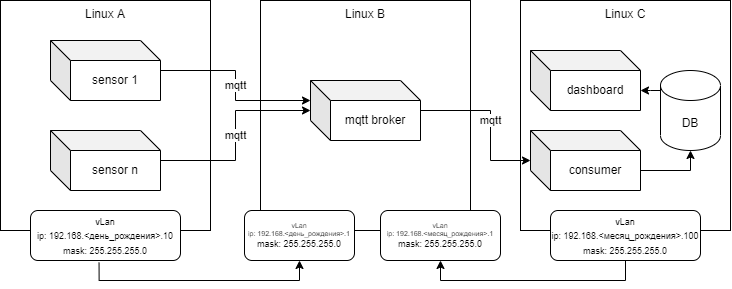 Linux A
Linux B
Linux C
sensor 1
mqtt
mqtt broker
mqtt
dashboard
DB
mqtt
sensor n
consumer
vLan
ip: 192.168.<день_рождения>.10
mask: 255.255.255.0
vLan
ip: 192.168.<день_рождения>.1
mask: 255.255.255.0
vLan
ip: 192.168.<месяц_рождения>.1
mask: 255.255.255.0
vLan
ip: 192.168.<месяц_рождения>.100
mask: 255.255.255.0